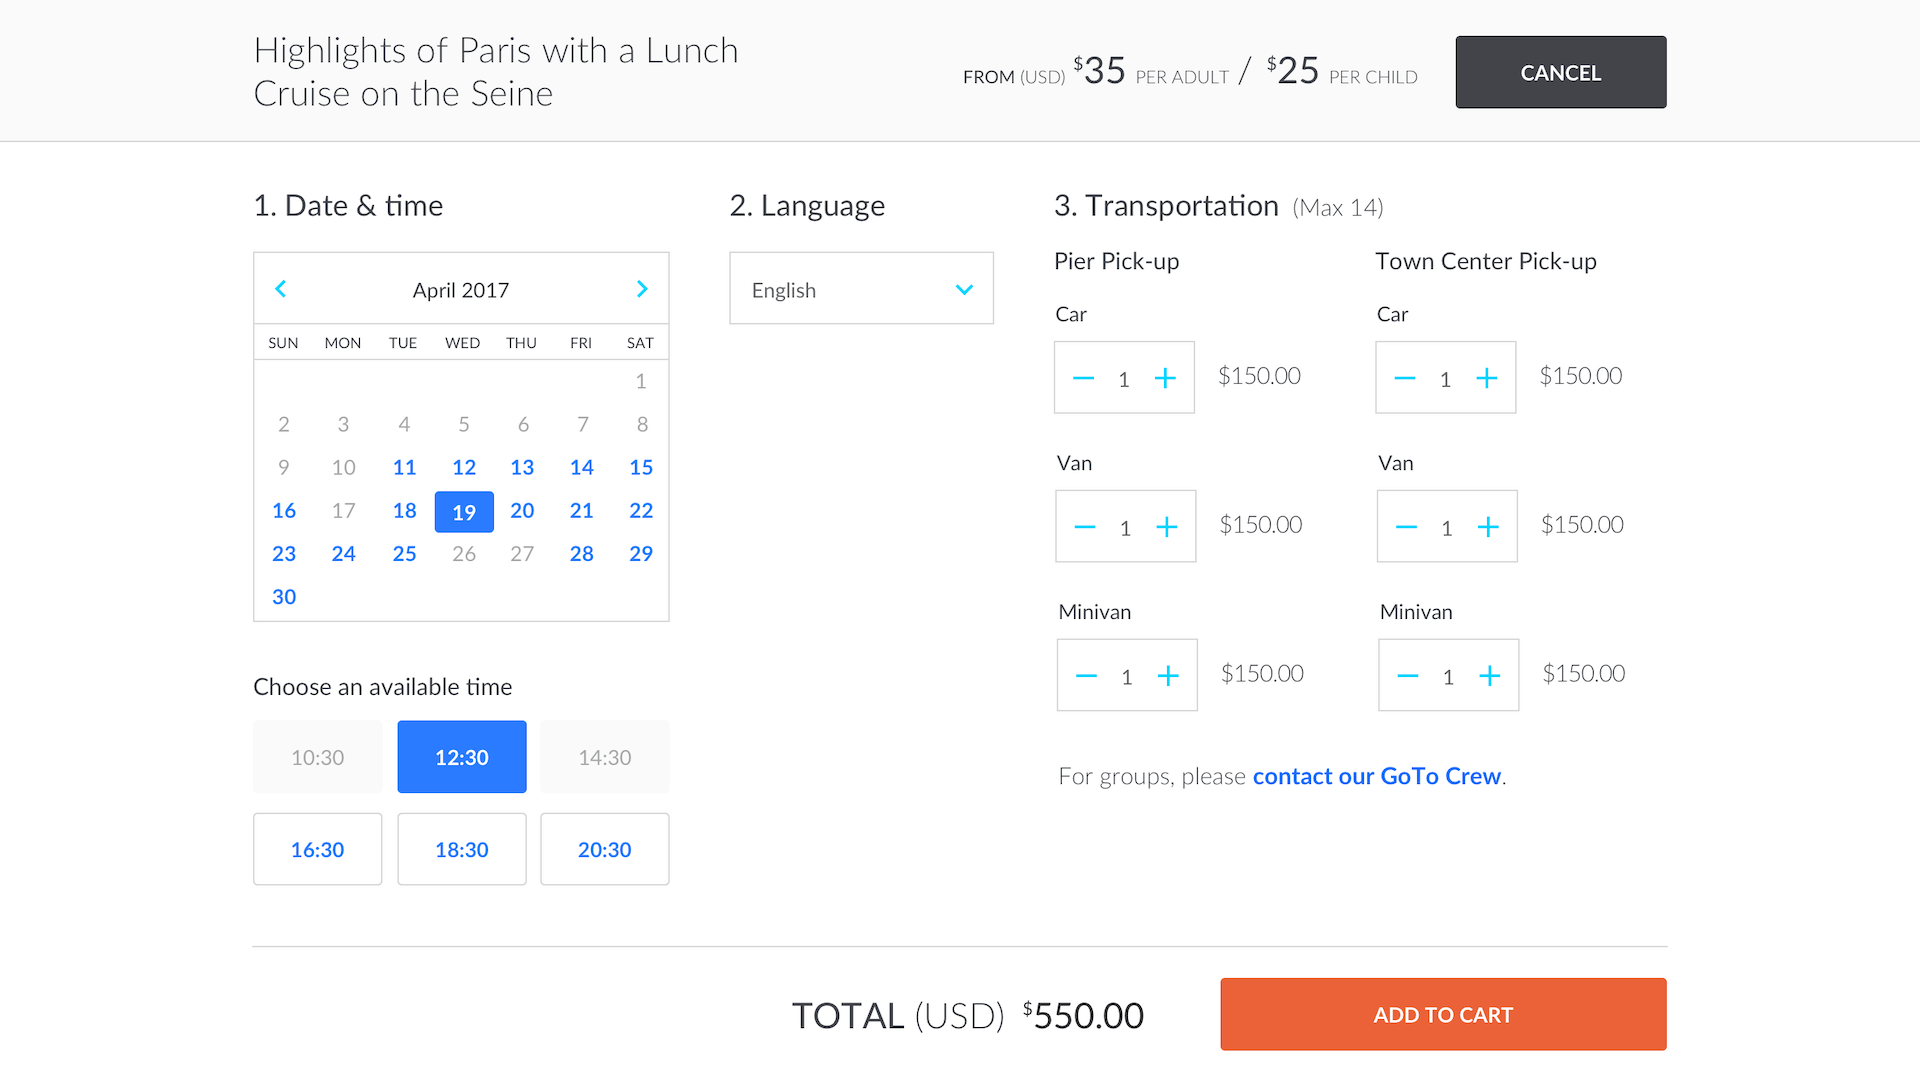 Highlights of Paris with a Lunch
Cruise on the Seine
FROM (USD) $35 PER ADULT / $25 PER CHILD
CANCEL
1. Date & time
April 2017
SUN MON TUE WED THU FRI SAT
1
2 3 4 5 6 7 8
9 10 11 12 13 14 15
16 17 18 19 20 21 22
23 24 25 26 27 28 29
30
Choose an available time
10:30 12:30 14:30
16:30 18:30 20:30
2. Language
English
3. Transportation (Max 14)
Pier Pick-up
Car
1 $150.00
Van
1 $150.00
Minivan
1 $150.00
Town Center Pick-up
Car
1 $150.00
Van
1 $150.00
Minivan
1 $150.00
For groups, please contact our GoTo Crew.
TOTAL (USD) $550.00
ADD TO CART